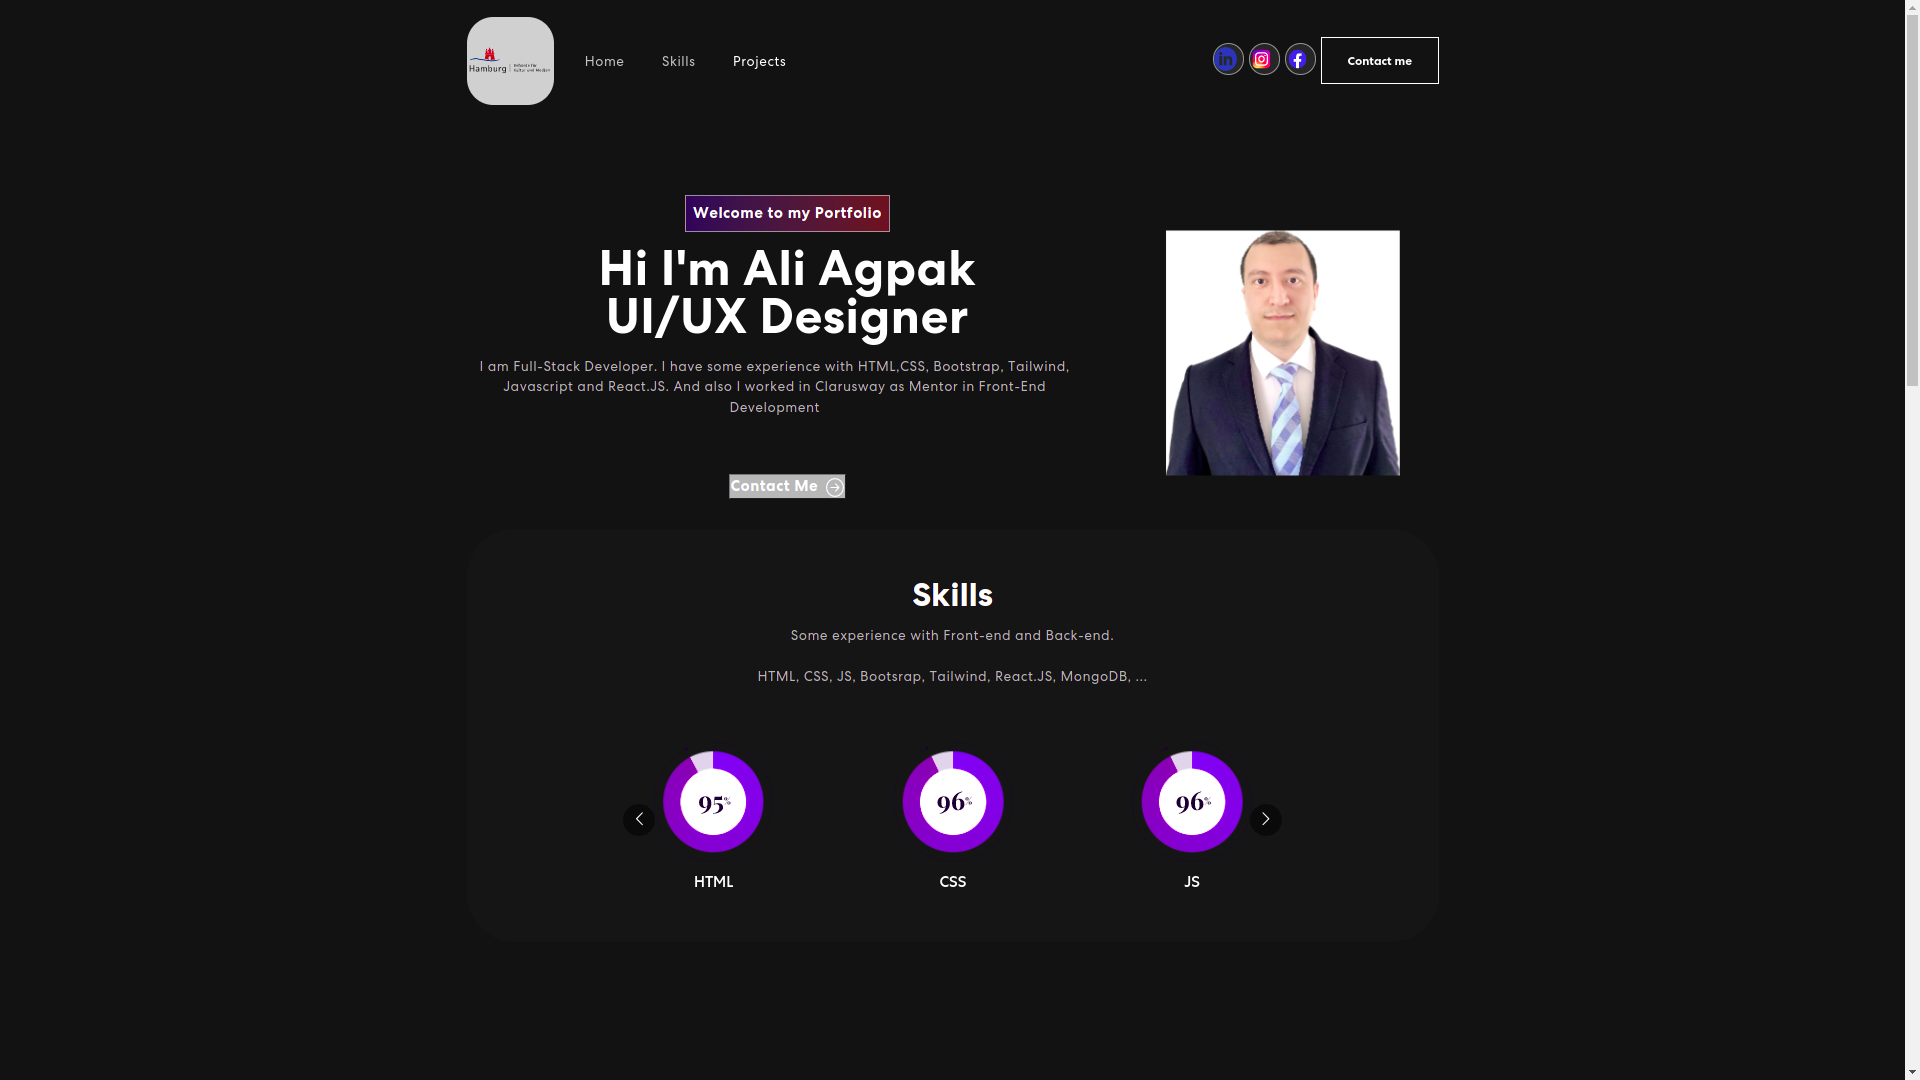 Hamburg | Behörde für
Kultur und Medien
Home
Skills
Projects
in
Contact me
Welcome to my Portfolio
Hi I'm Ali Agpak
UI/UX Designer
I am Full-Stack Developer. I have some experience with HTML,CSS, Bootstrap, Tailwind,
Javascript and React.JS. And also I worked in Clarusway as Mentor in Front-End
Development
Contact Me
Skills
Some experience with Front-end and Back-end.
HTML, CSS, JS, Bootsrap, Tailwind, React.JS, MongoDB, ...
95%
96%
96%
HTML
CSS
JS